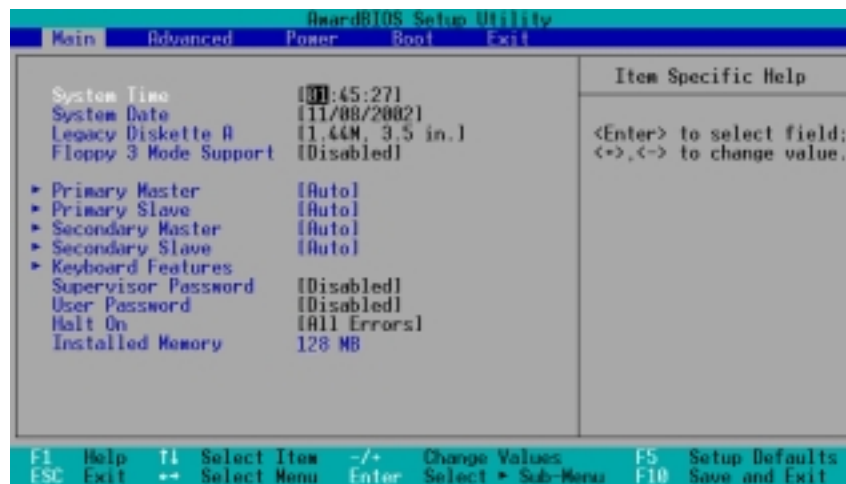 AwardBIOS Setup Utility
Main Advanced Power Boot Exit
Item Specific Help
<Enter> to select field;
<+>,<-> to change value.
System Time [01:45:27]
System Date [11/08/2002]
Legacy Diskette A [1.44M, 3.5 in.]
Floppy 3 Mode Support [Disabled]
► Primary Master [Auto]
► Primary Slave [Auto]
► Secondary Master [Auto]
► Secondary Slave [Auto]
► Keyboard Features
Supervisor Password [Disabled]
User Password [Disabled]
Halt On [All Errors]
Installed Memory 128 MB
F1 Help ↑↓ Select Item -/+ Change Values F5 Setup Defaults
ESC Exit ←→ Select Menu Enter Select ► Sub-Menu F10 Save and Exit